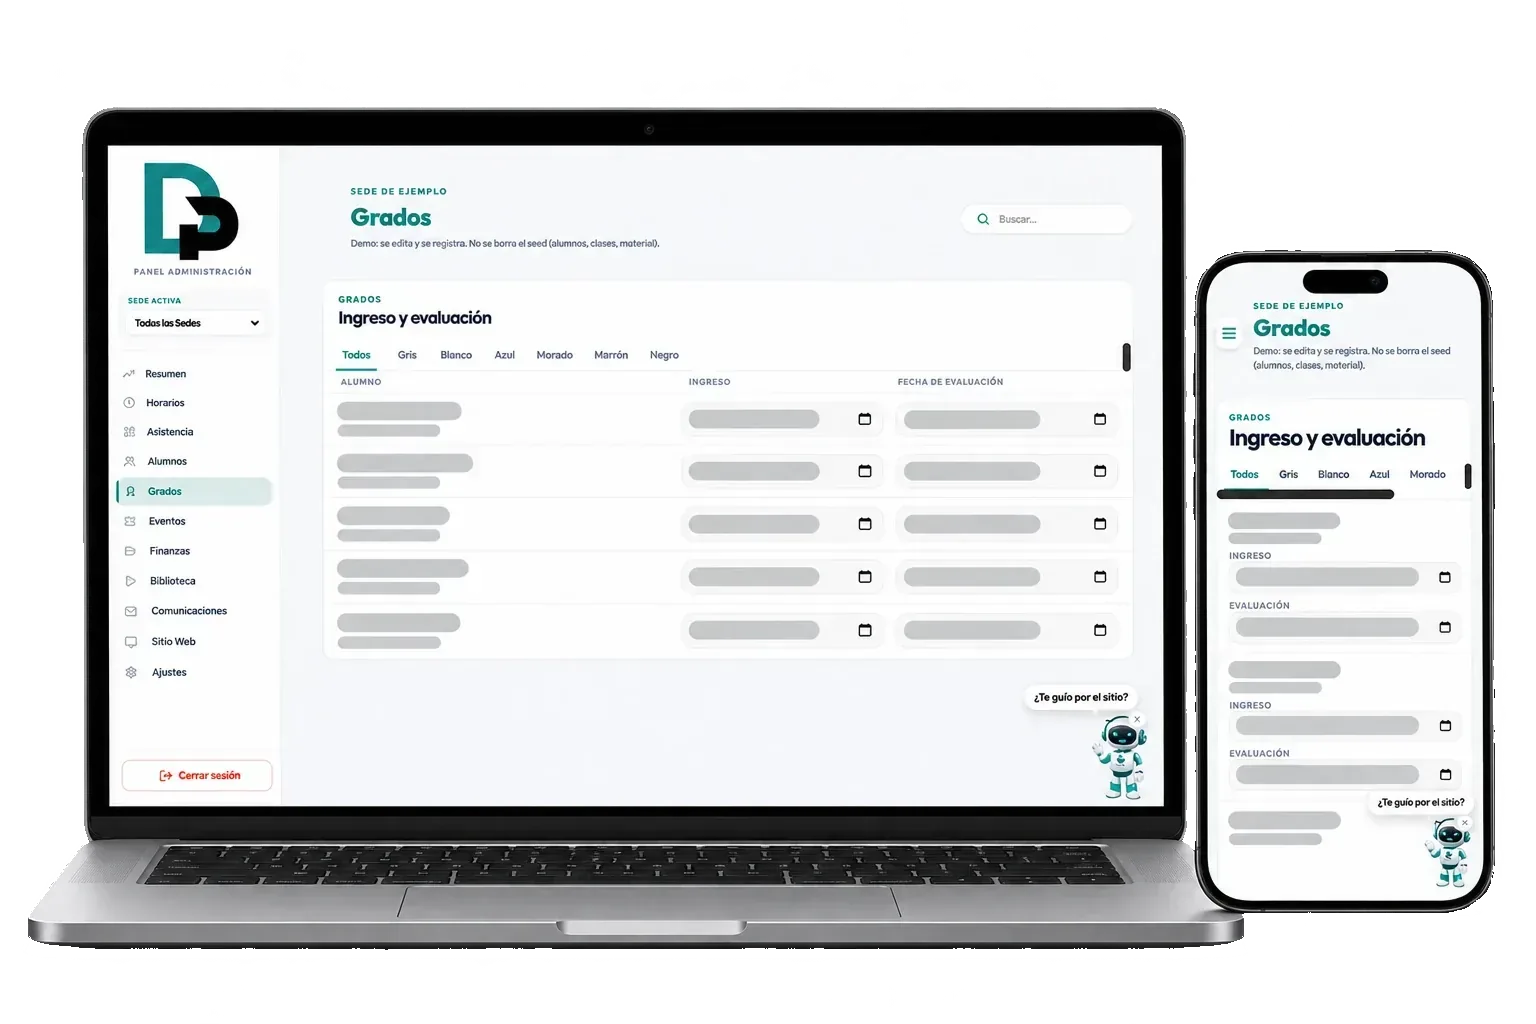 DP
PANEL ADMINISTRACIÓN
SEDE ACTIVA
Todas las Sedes
Resumen
Horarios
Asistencia
Alumnos
Grados
Eventos
Finanzas
Biblioteca
Comunicaciones
Sitio Web
Ajustes
Cerrar sesión
SEDE DE EJEMPLO
Grados
Demo: se edita y se registra. No se borra el seed (alumnos, clases, material).
Buscar...
GRADOS
Ingreso y evaluación
Todos Gris Blanco Azul Morado Marrón Negro
ALUMNO INGRESO FECHA DE EVALUACIÓN
¿Te guío por el sitio?
SEDE DE EJEMPLO
Grados
Demo: se edita y se registra. No se borra el seed
(alumnos, clases, material).
GRADOS
Ingreso y evaluación
Todos Gris Blanco Azul Morado
INGRESO
EVALUACIÓN
INGRESO
EVALUACIÓN
¿Te guío por el sitio?